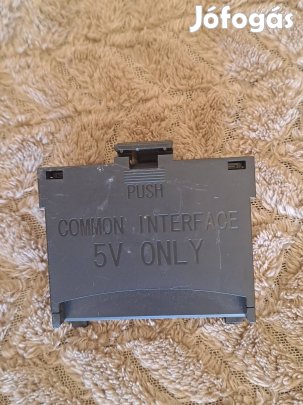 Jófogás
PUSH
COMMON INTERFACE
5V ONLY